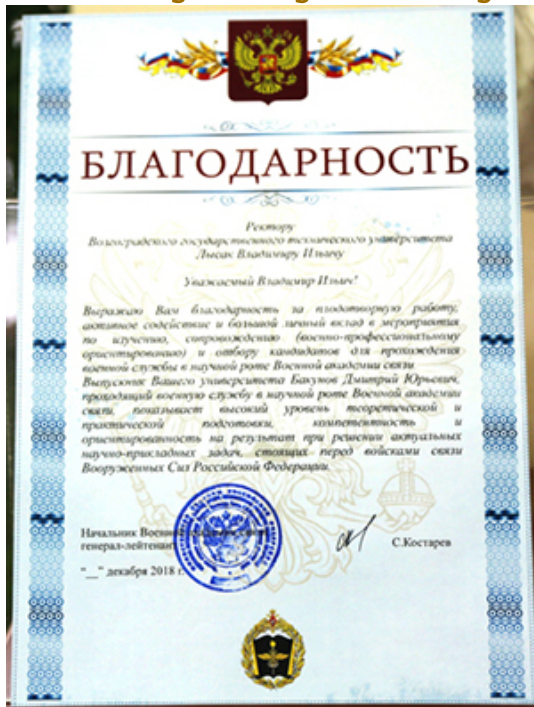 БЛАГОДАРНОСТЬ
Ректору
Волгоградского государственного технического университета
Лысак Владимиру Ильичу
Уважаемый Владимир Ильич!
Выражаю Вам благодарность за плодотворную работу,
активное содействие и большой личный вклад в мероприятия
по изучению, сопровождению (военно-профессиональному
ориентированию) и отбору кандидатов для прохождения
военной службы в научной роте Военной академии связи.
Выпускник Вашего университета Бакунов Дмитрий Юрьевич,
проходящий военную службу в научной роте Военной академии
связи, показывает высокий уровень теоретической и
практической подготовки, компетентность и
ориентированность на результат при решении актуальных
научно-прикладных задач, стоящих перед войсками связи
Вооруженных Сил Российской Федерации.
Начальник Военной
генерал-лейтенант С.Костарев
"__" декабря 2018 г.